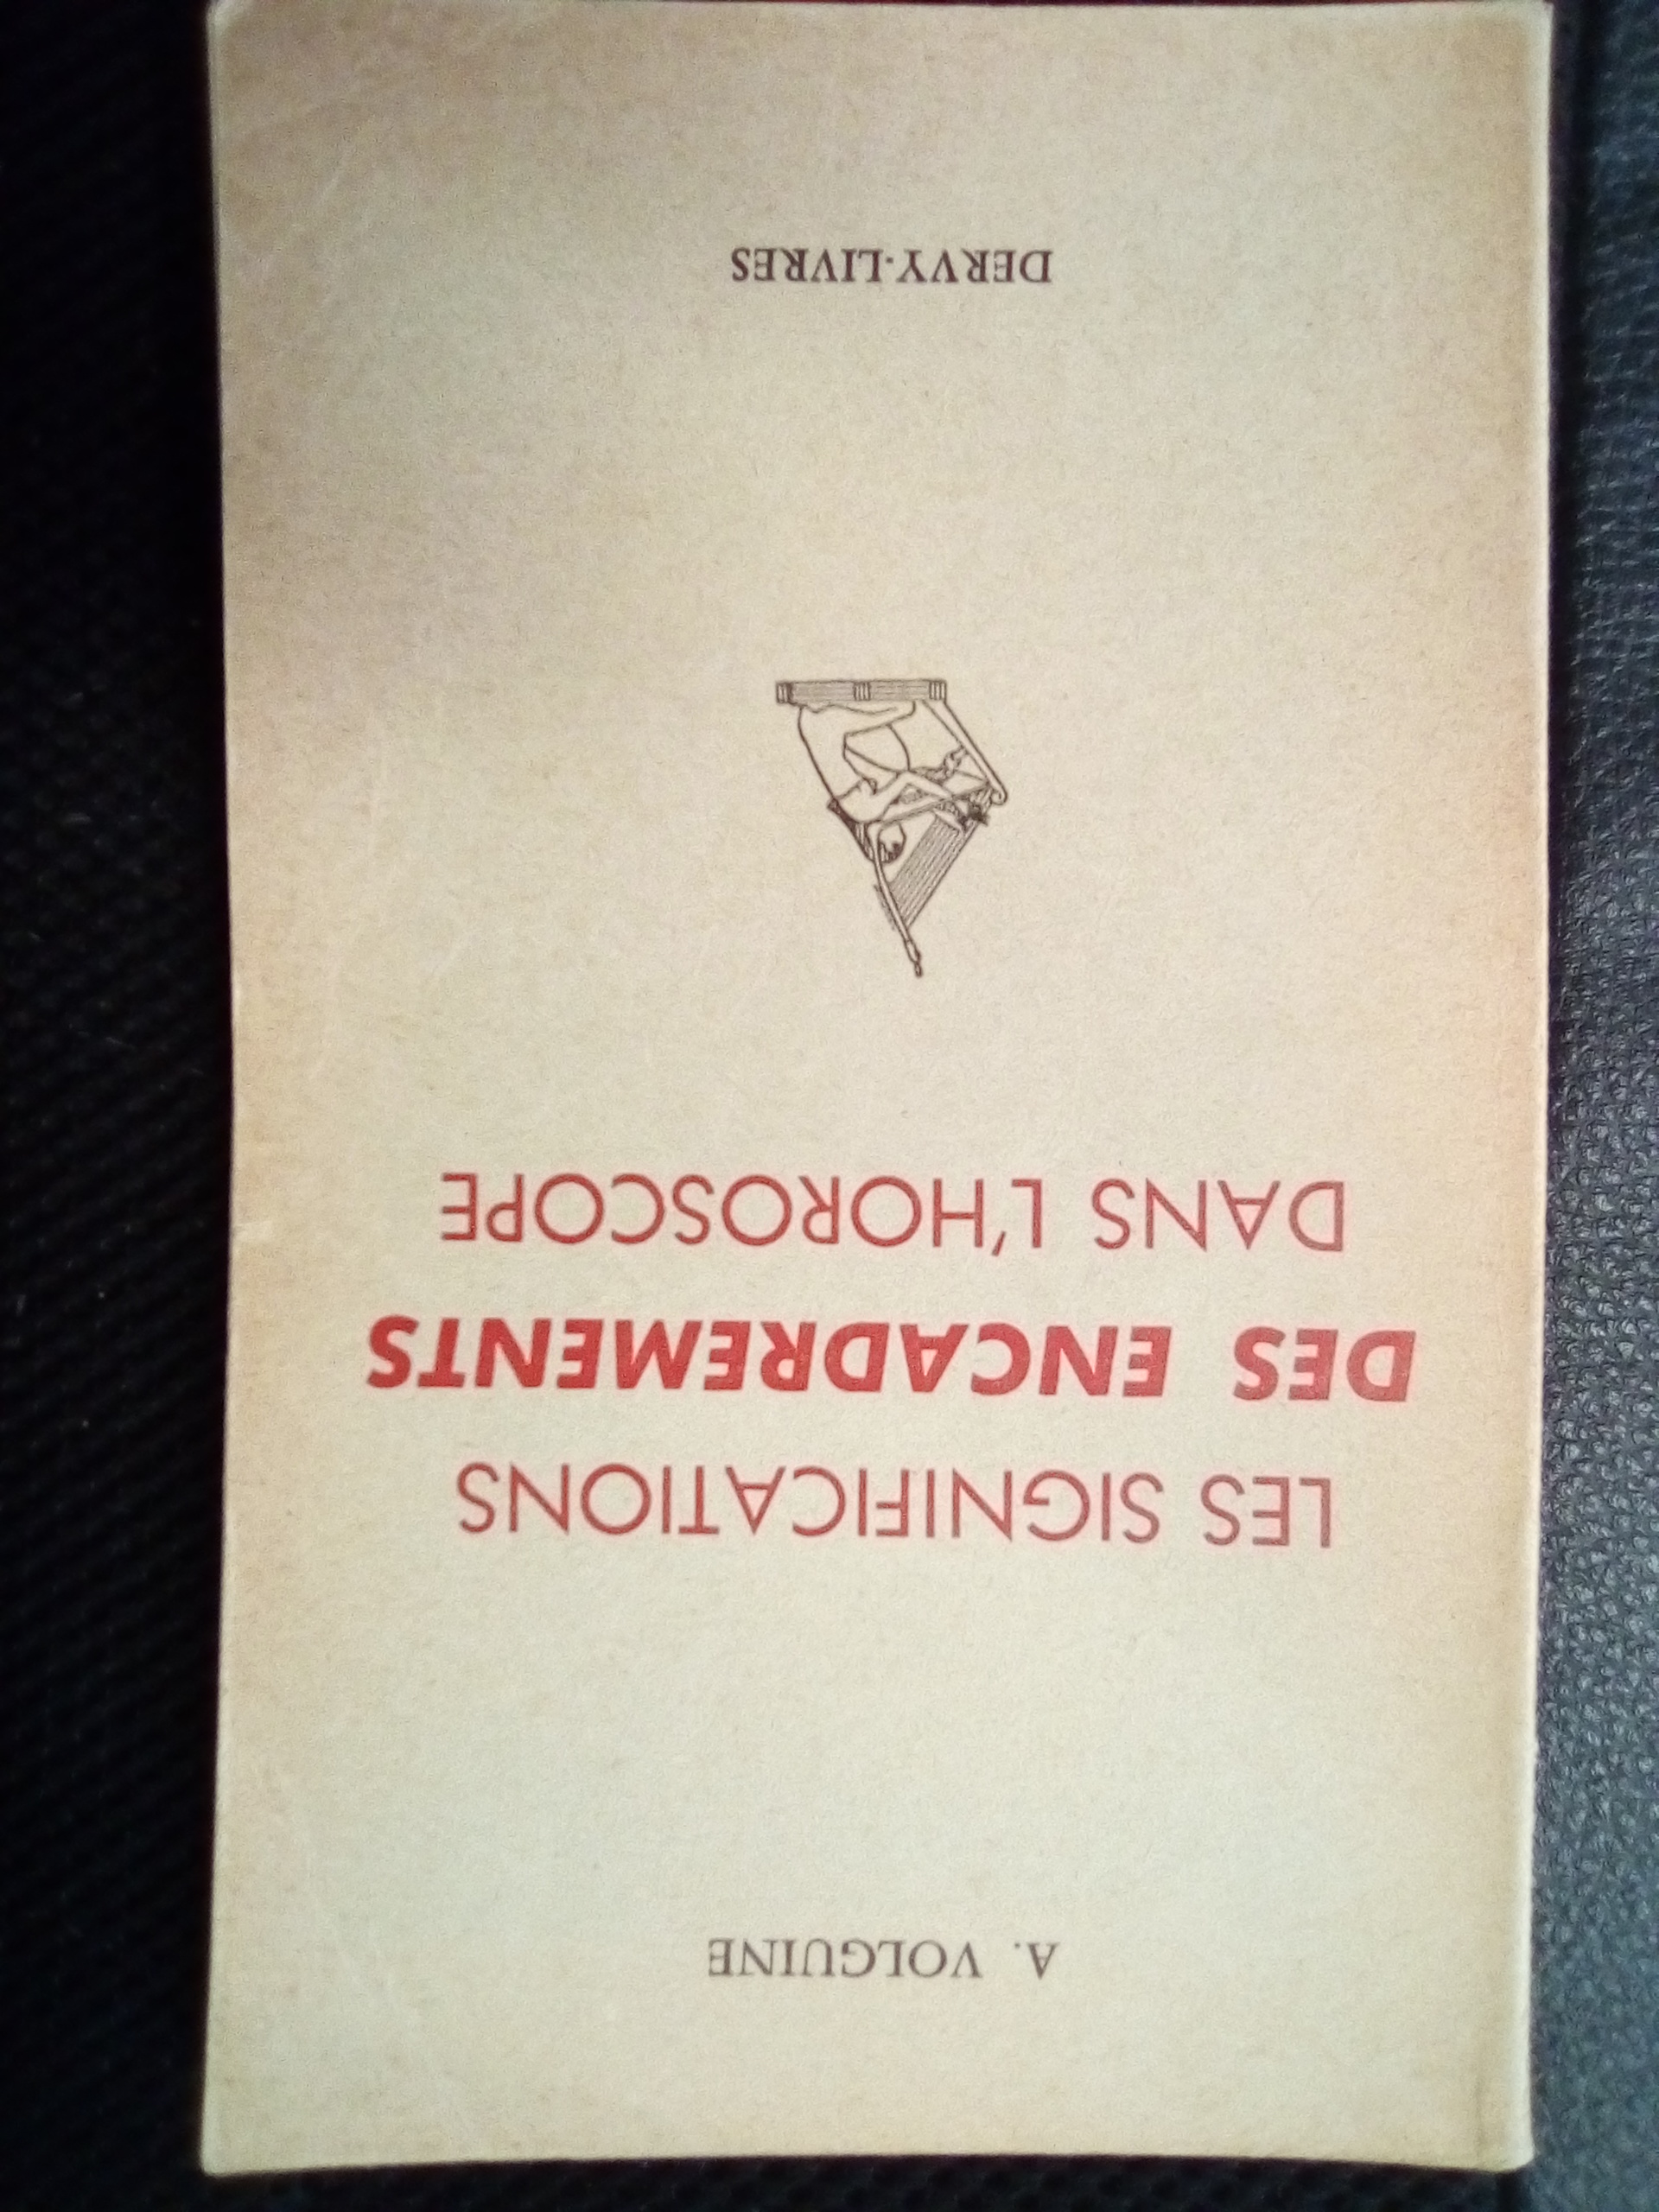 A. VOLGUINE
LES SIGNIFICATIONS
DES ENCADREMENTS
DANS L'HOROSCOPE
DERVY-LIVRES